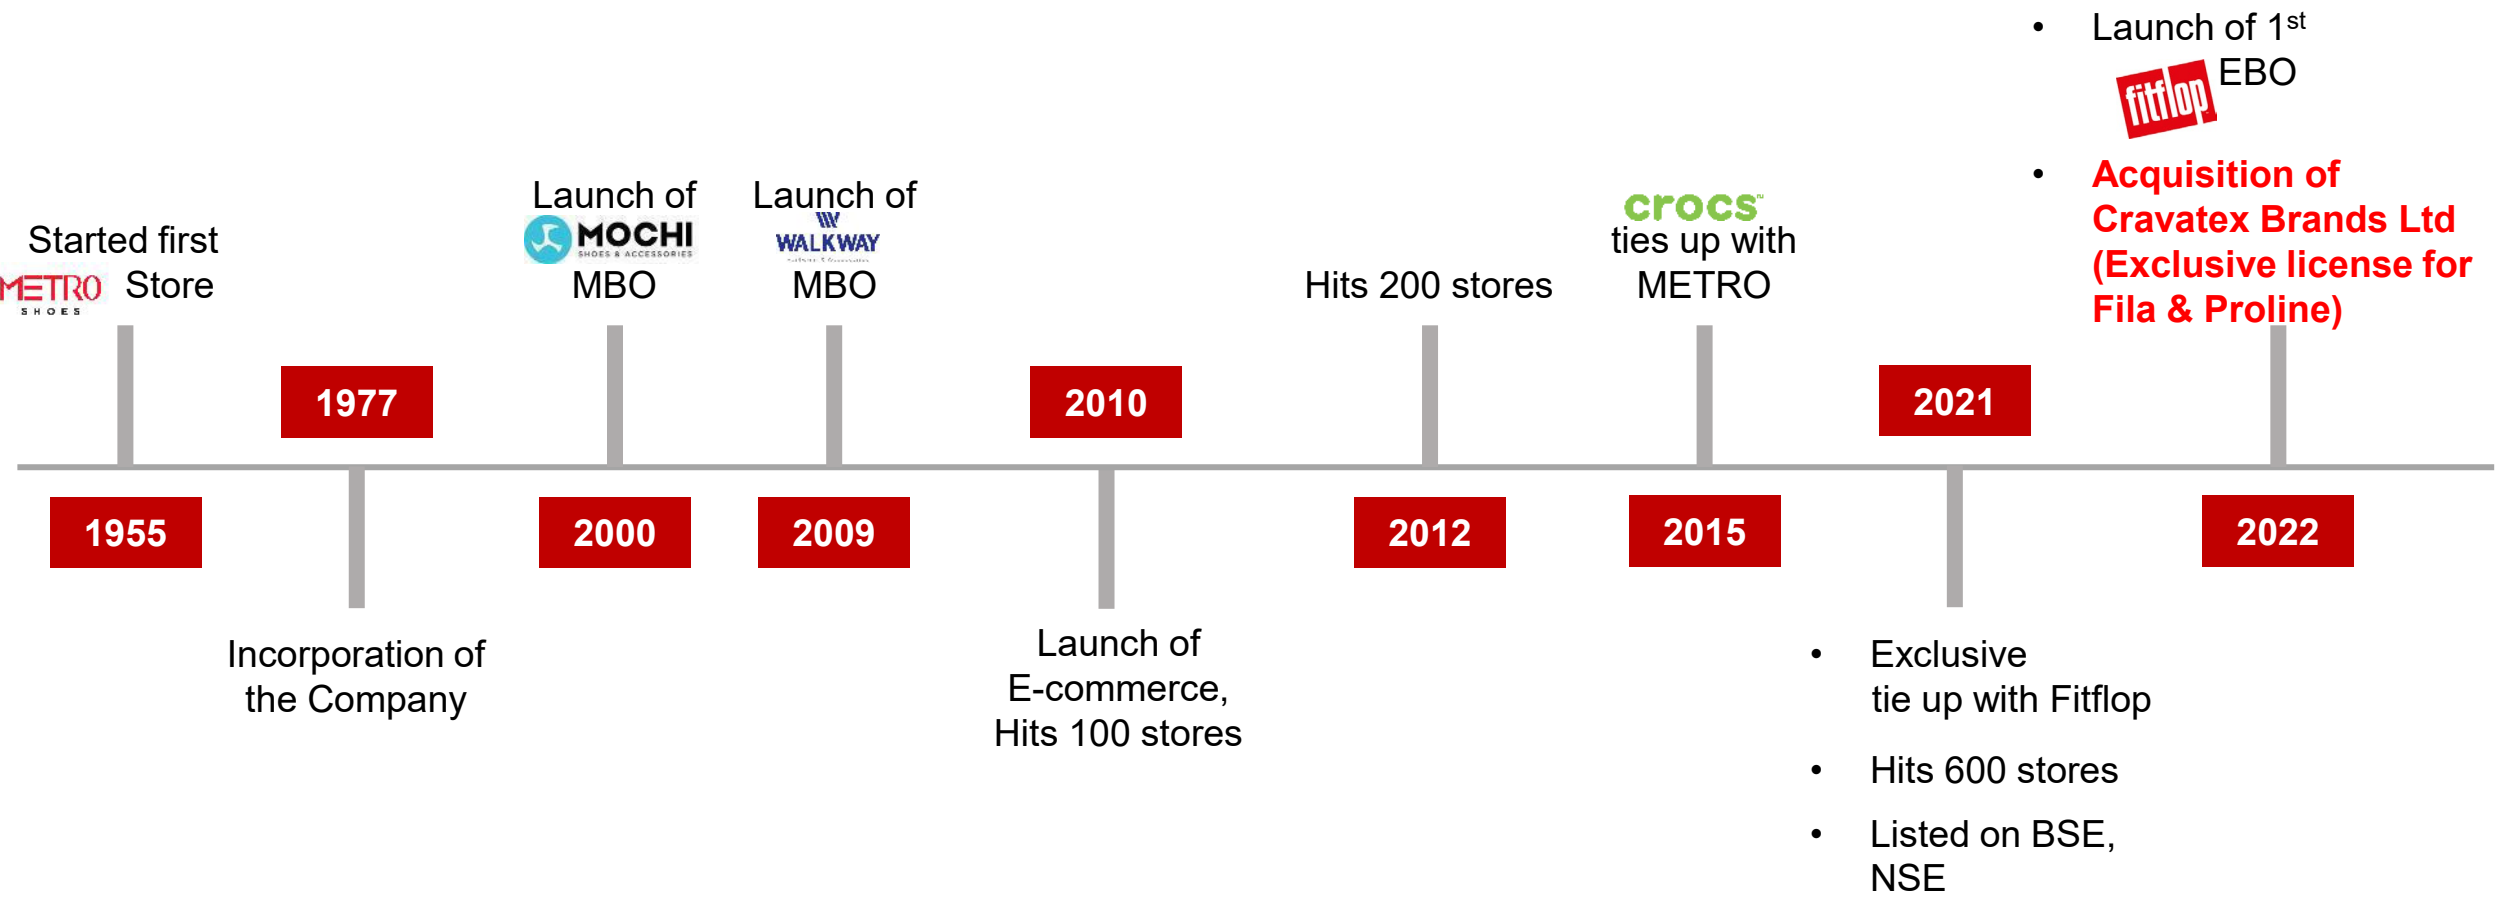 Started first
METRO Store
SHOES
1955
1977
Incorporation of
the Company
Launch of
MOCHI
SHOES & ACCESSORIES
MBO
2000
Launch of
WALKWAY
MBO
2009
2010
Launch of
E-commerce,
Hits 100 stores
Hits 200 stores
2012
crocs™
ties up with
METRO
2015
2021
• Exclusive
tie up with Fitflop
• Hits 600 stores
• Listed on BSE,
NSE
• Launch of 1st
fitflop EBO
• Acquisition of
Cravatex Brands Ltd
(Exclusive license for
Fila & Proline)
2022